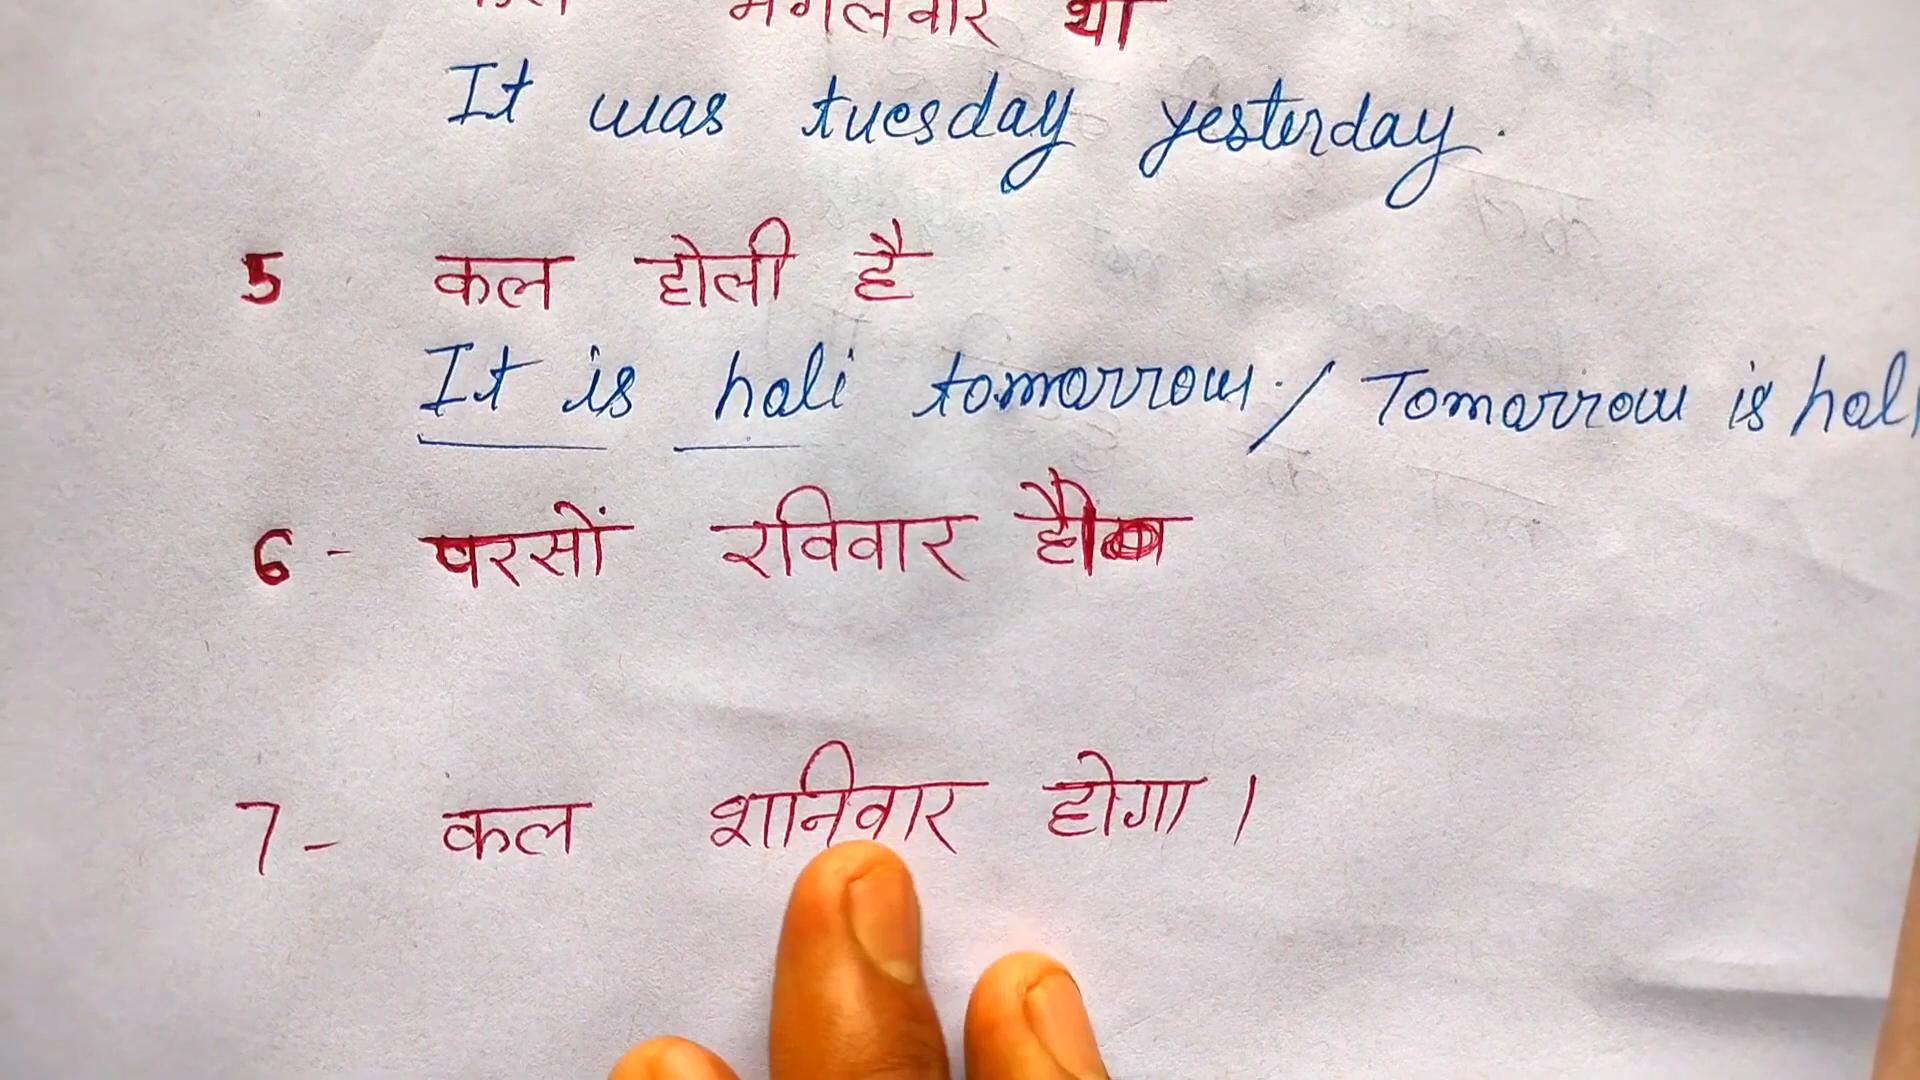 मंगलवार था
It was tuesday yesterday.
5 कल होली है
It is holi tomorrow. / Tomorrow is hol
6 - परसों रविवार है
7 - कल शनिवार होगा ।